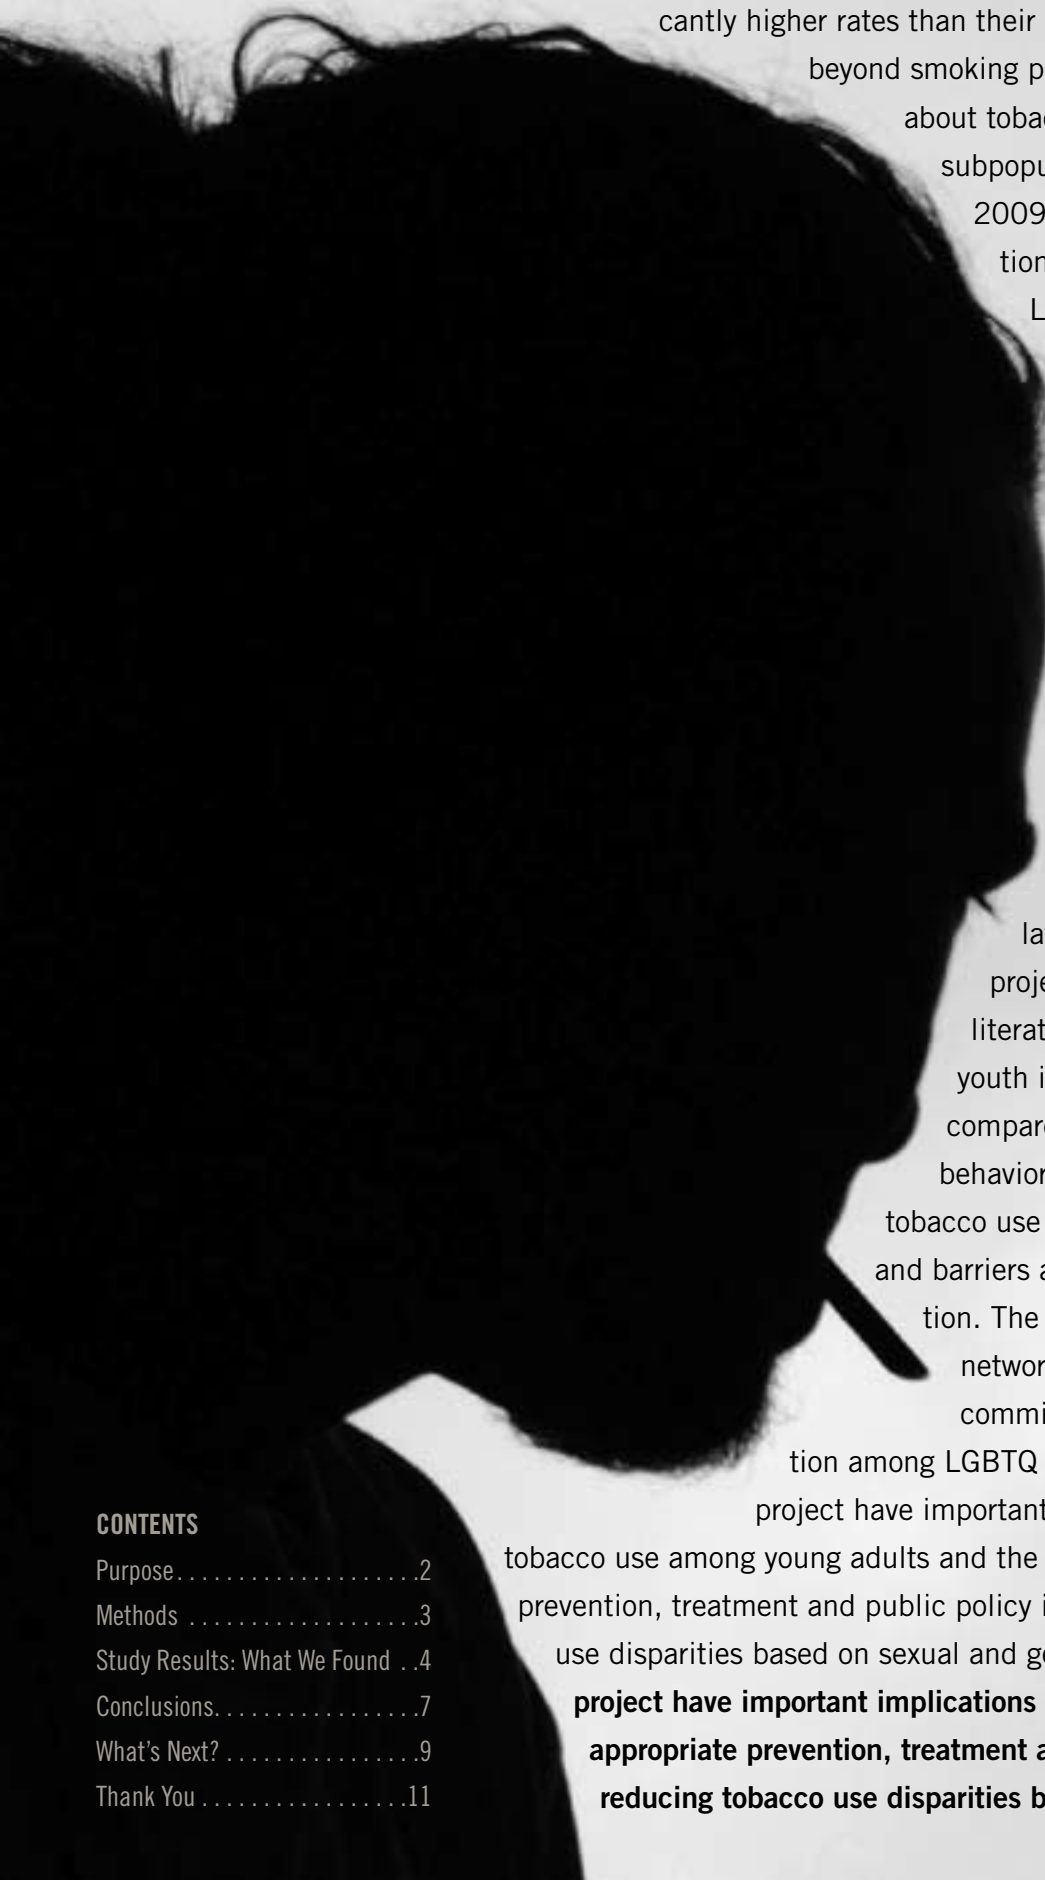 cantly higher rates than their
beyond smoking p
about toba
subpopu
2009
tion
L
la
proje
literat
youth i
compar
behavior
tobacco use
and barriers a
tion. The
networ
commi
tion among LGBTQ
project have important
tobacco use among young adults and the
prevention, treatment and public policy i
use disparities based on sexual and ge
project have important implications
appropriate prevention, treatment a
reducing tobacco use disparities b
CONTENTS
Purpose. . . . . . . . . . . . . . . . . . . .2
Methods . . . . . . . . . . . . . . . . . . .3
Study Results: What We Found . .4
Conclusions. . . . . . . . . . . . . . . . .7
What's Next? . . . . . . . . . . . . . . . .9
Thank You . . . . . . . . . . . . . . . . .11